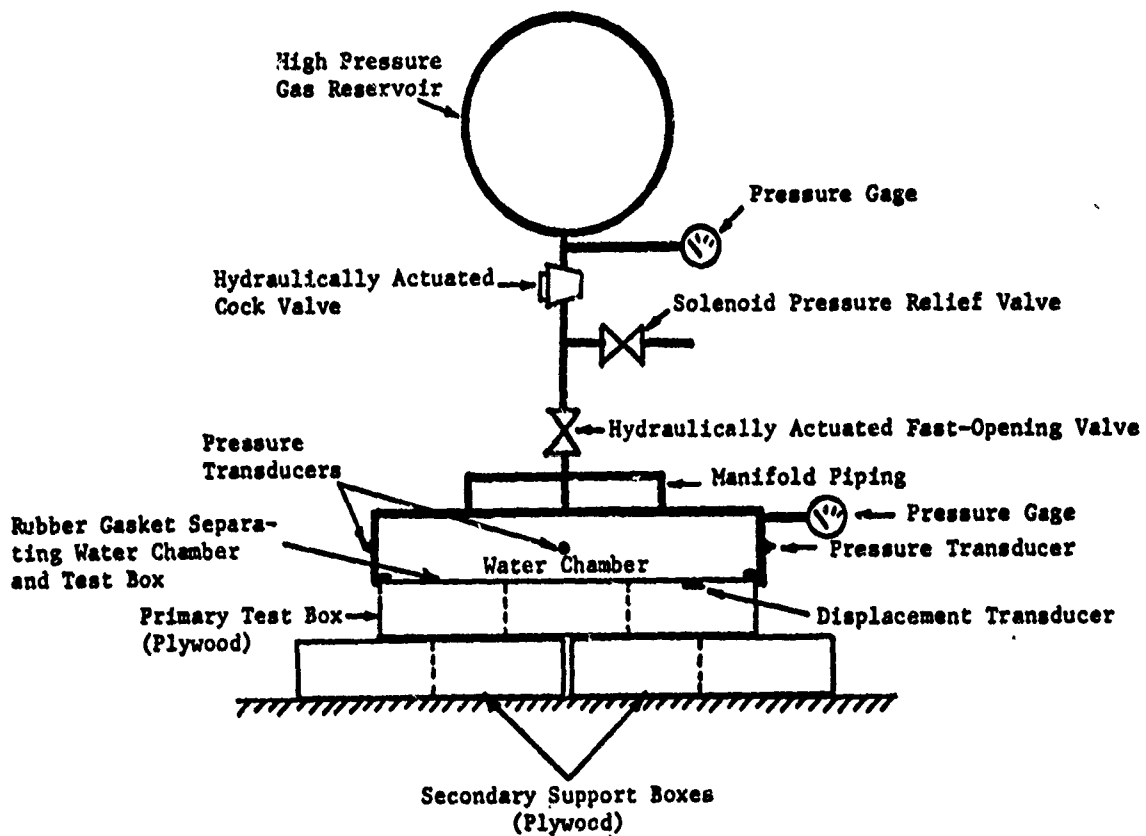 High Pressure
Gas Reservoir
Pressure Gage
Hydraulically Actuated
Cock Valve
Solenoid Pressure Relief Valve
Hydraulically Actuated Fast-Opening Valve
Pressure
Transducers
Manifold Piping
Rubber Gasket Separa-
ting Water Chamber
and Test Box
Pressure Gage
Pressure Transducer
Water Chamber
Primary Test Box
(Plywood)
Displacement Transducer
Secondary Support Boxes
(Plywood)